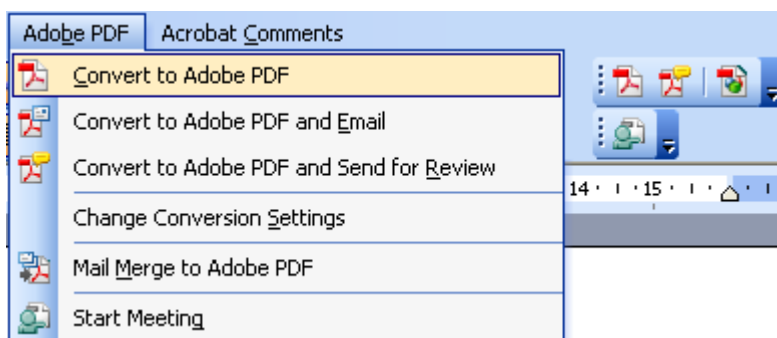 Adobe PDF Acrobat Comments
Convert to Adobe PDF
Convert to Adobe PDF and Email
Convert to Adobe PDF and Send for Review
Change Conversion Settings
Mail Merge to Adobe PDF
Start Meeting
14 15